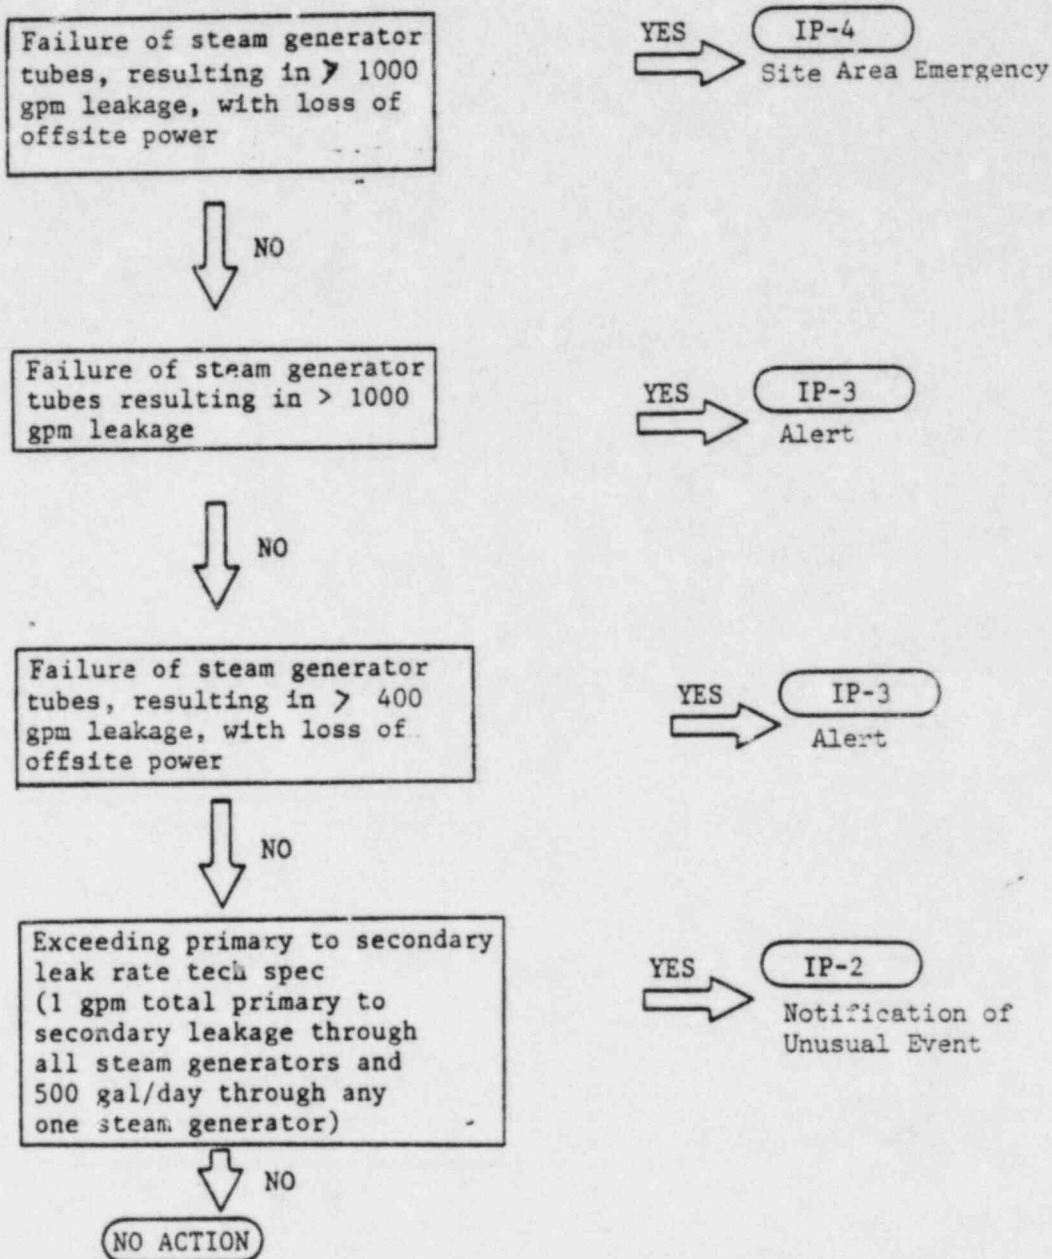 Failure of steam generator
tubes, resulting in > 1000
gpm leakage, with loss of
offsite power
YES
IP-4
Site Area Emergency
NO
Failure of steam generator
tubes resulting in > 1000
gpm leakage
YES
IP-3
Alert
NO
Failure of steam generator
tubes, resulting in > 400
gpm leakage, with loss of
offsite power
YES
IP-3
Alert
NO
Exceeding primary to secondary
leak rate tech spec
(1 gpm total primary to
secondary leakage through
all steam generators and
500 gal/day through any
one steam generator)
YES
IP-2
Notification of
Unusual Event
NO
NO ACTION